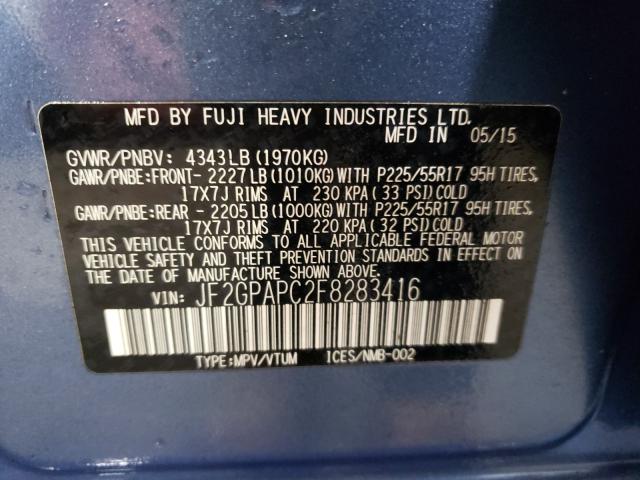 MFD BY FUJI HEAVY INDUSTRIES LTD.
MFD IN 05/15
GVWR/PNBV: 4343LB (1970KG)
GAWR/PNBE:FRONT- 2227 LB (1010KG) WITH P225/55R17 95H TIRES,
17X7J RIMS AT 230 KPA ( 33 PSI) COLD
GAWR/PNBE:REAR - 2205 LB (1000KG) WITH P225/55R17 95H TIRES,
17X7J RIMS AT 220 KPA ( 32 PSI) COLD
THIS VEHICLE CONFORMS TO ALL APPLICABLE FEDERAL MOTOR
VEHICLE SAFETY AND THEFT PREVENTION STANDARDS IN EFFECT ON
THE DATE OF MANUFACTURE SHOWN ABOVE.
VIN: JF2GPAPC2F8283416
TYPE:MPV/VTUM ICES/NMB-002